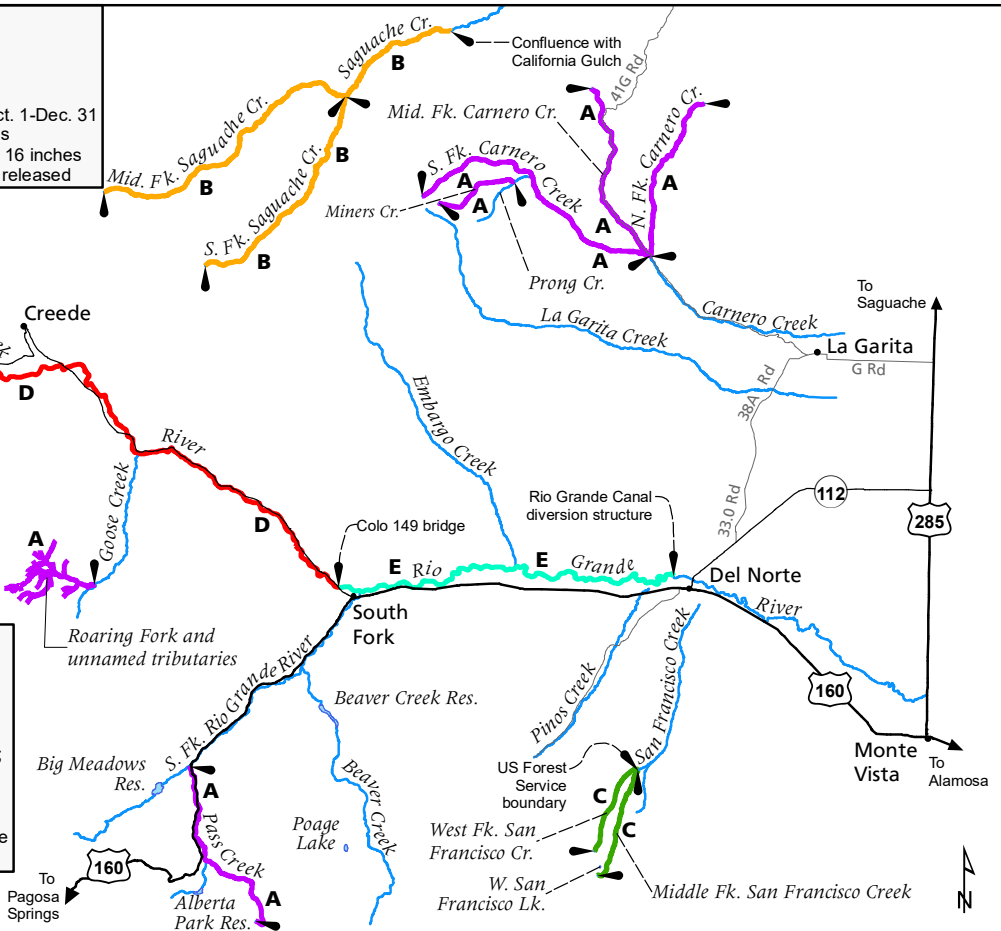 ct. 1-Dec. 31
s
16 inches
released
Saguache Cr.
B
Confluence with
California Gulch
41G Rd
Mid. Fk. Saguache Cr.
B
S. Fk. Saguache Cr.
B
B
Mid. Fk. Carnero Cr.
A
N. Fk. Carnero Cr.
A
S. Fk. Carnero
Creek
A
A
A
A
Miners Cr.
Prong Cr.
To
Saguache
Carnero Creek
La Garita Creek
La Garita
G Rd
38A Rd
33.0 Rd
Creede
ek
D
River
D
Goose Creek
A
Roaring Fork and
unnamed tributaries
Embargo Creek
Rio Grande Canal
diversion structure
112
285
Colo 149 bridge
E
Rio
E
Grande
Del Norte
River
South
Fork
S. Fk. Rio Grande River
Beaver Creek Res.
Pinos Creek
San Francisco Creek
160
Monte
Vista
To
Alamosa
Big Meadows
Res.
A
Pass Creek
A
Beaver Creek
Poage
Lake
US Forest
Service
boundary
C
C
West Fk. San
Francisco Cr.
W. San
Francisco Lk.
Middle Fk. San Francisco Creek
e
160
To
Pagosa
Springs
Alberta
Park Res.
N